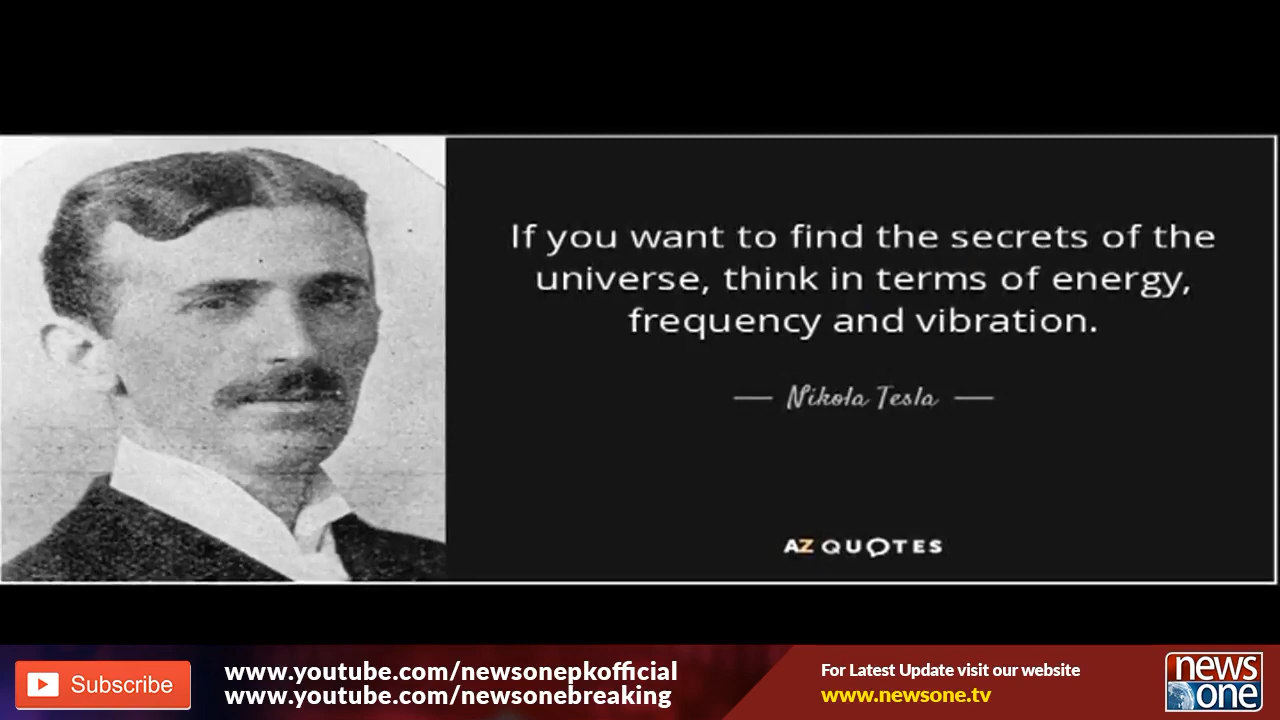 If you want to find the secrets of the
universe, think in terms of energy,
frequency and vibration.
Nikola Tesla
AZ QUOTES
Subscribe
www.youtube.com/newsonepkofficial
www.youtube.com/newsonebreaking
For Latest Update visit our website
www.newsone.tv
news
one